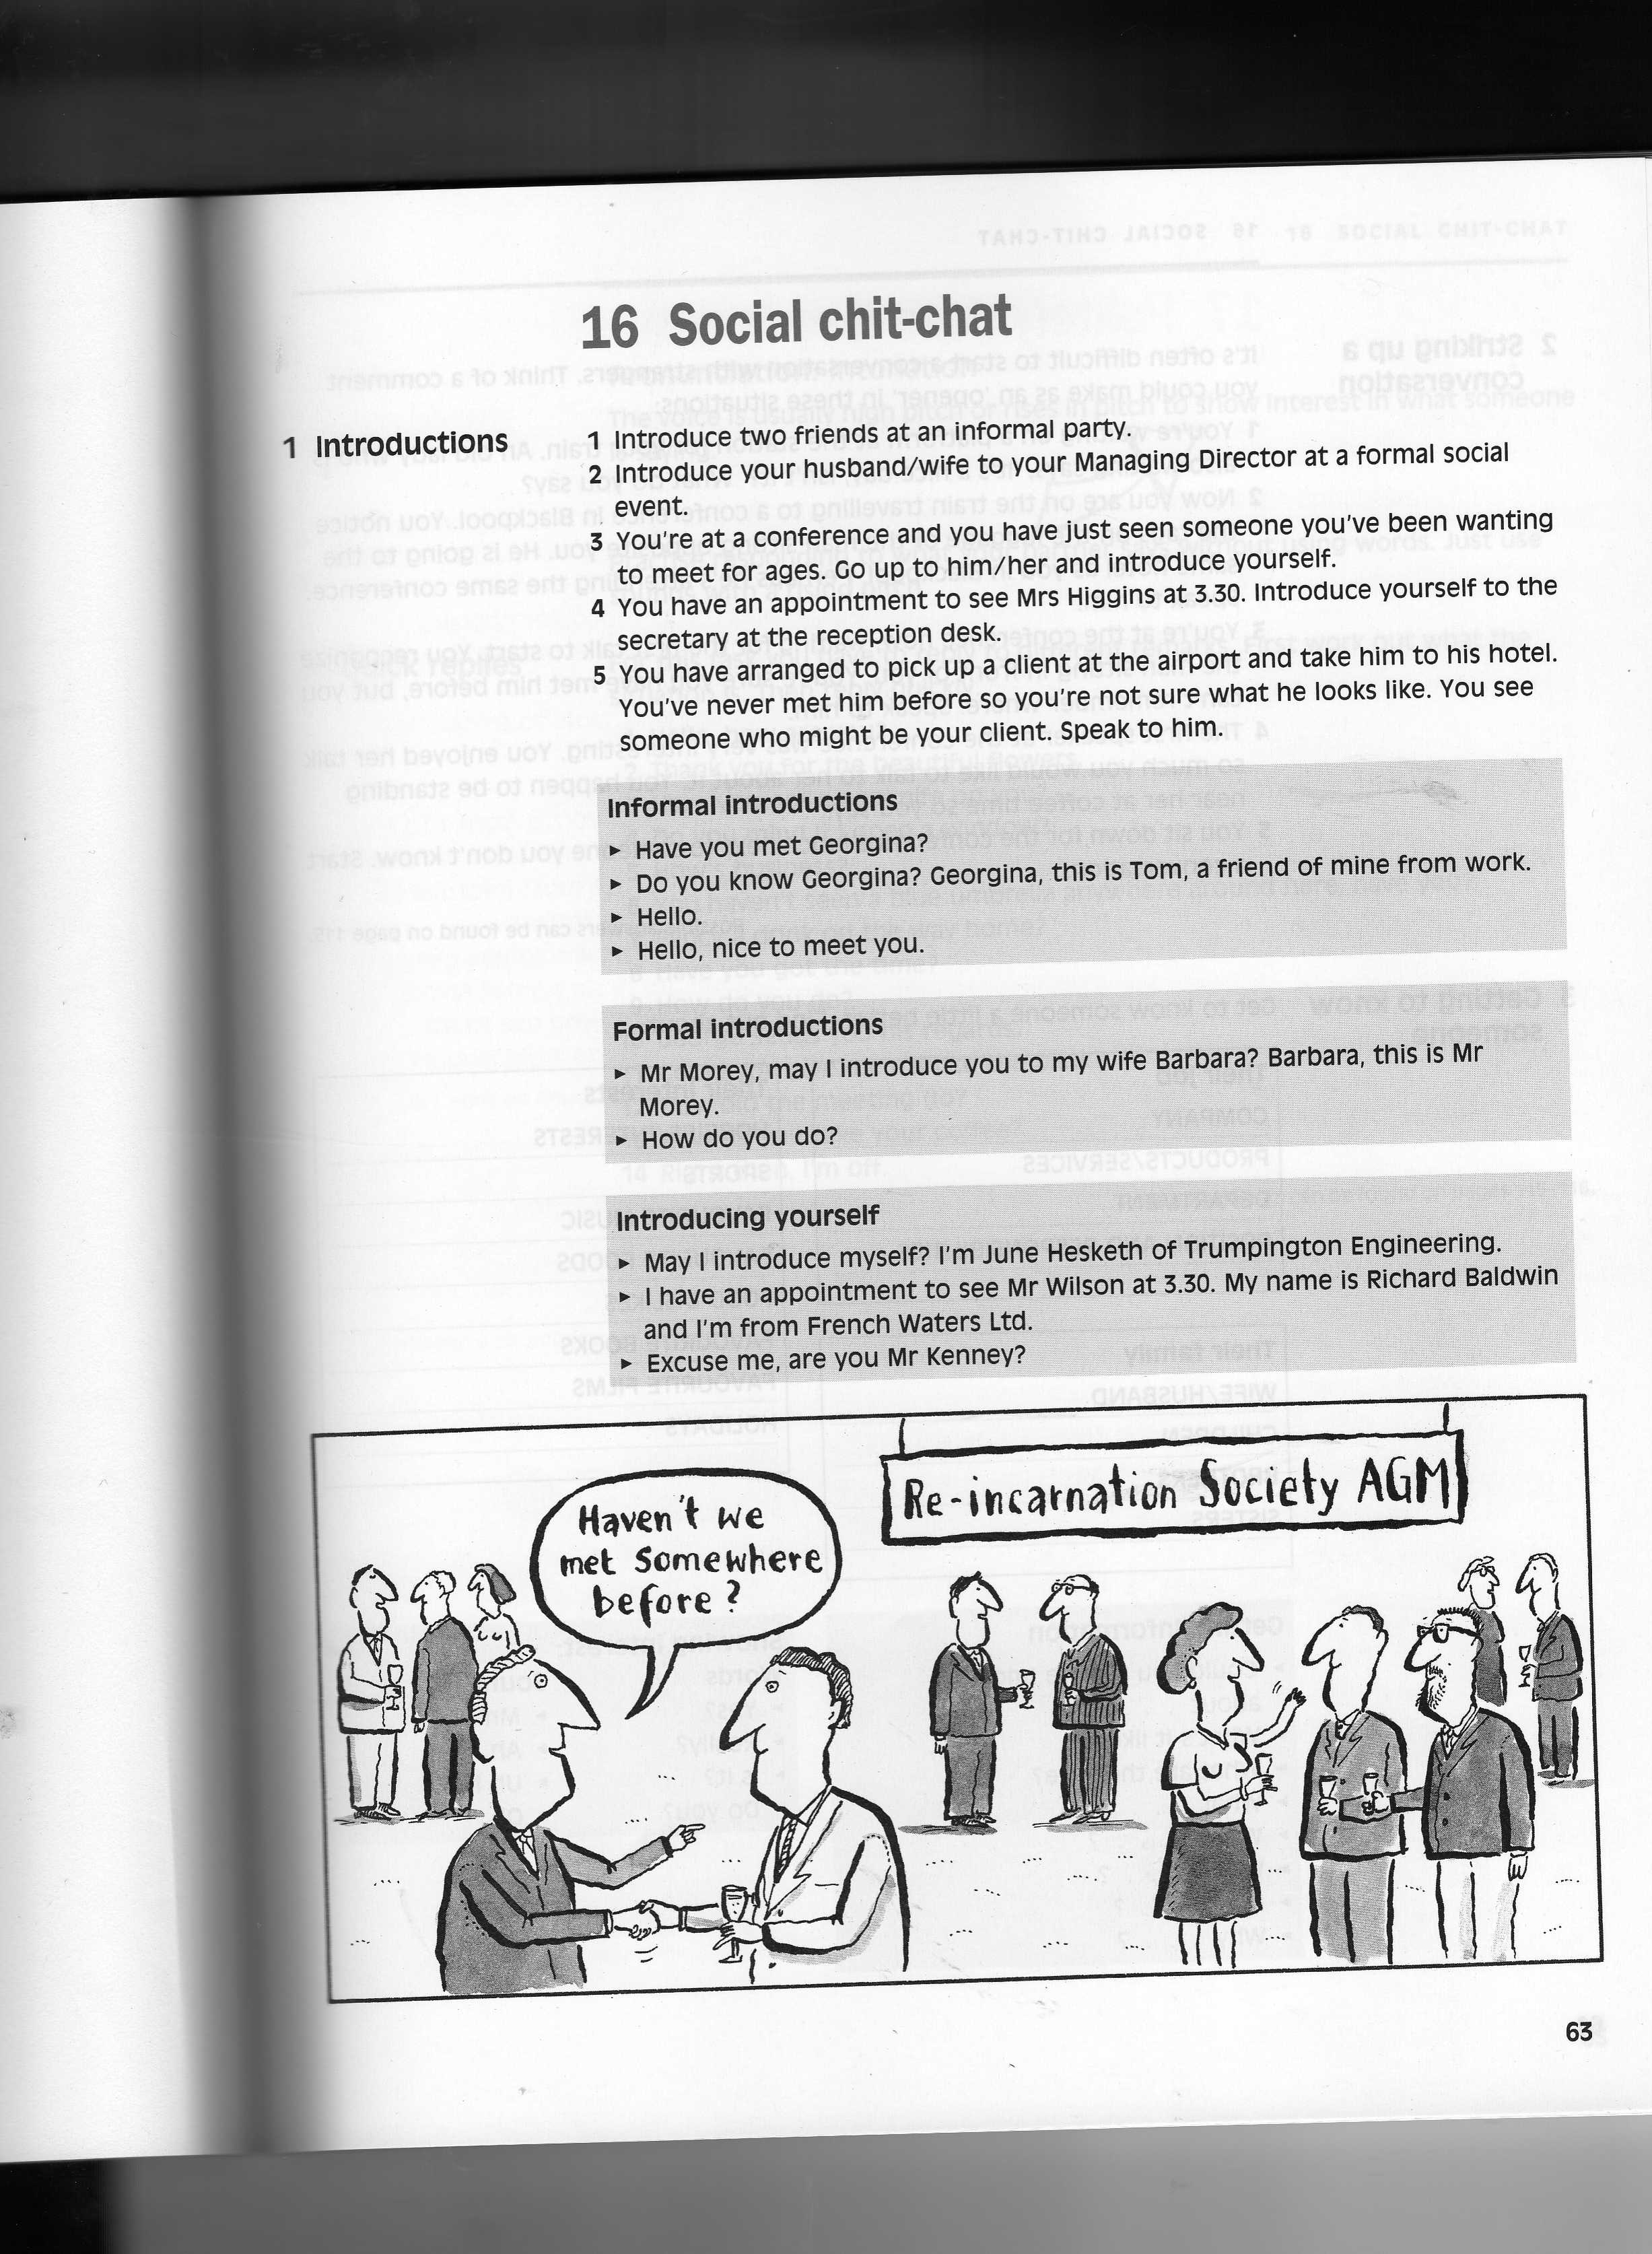 16 Social chit-chat
1 Introductions
1 Introduce two friends at an informal party.
2 Introduce your husband/wife to your Managing Director at a formal social
event.
3 You're at a conference and you have just seen someone you've been wanting
to meet for ages. Go up to him/her and introduce yourself.
4 You have an appointment to see Mrs Higgins at 3.30. Introduce yourself to the
secretary at the reception desk.
5 You have arranged to pick up a client at the airport and take him to his hotel.
You've never met him before so you're not sure what he looks like. You see
someone who might be your client. Speak to him.
Informal introductions
▸ Have you met Georgina?
▸ Do you know Georgina? Georgina, this is Tom, a friend of mine from work.
▸ Hello.
▸ Hello, nice to meet you.
Formal introductions
▸ Mr Morey, may I introduce you to my wife Barbara? Barbara, this is Mr
Morey.
▸ How do you do?
Introducing yourself
▸ May I introduce myself? I'm June Hesketh of Trumpington Engineering.
▸ I have an appointment to see Mr Wilson at 3.30. My name is Richard Baldwin
and I'm from French Waters Ltd.
▸ Excuse me, are you Mr Kenney?
Re-incarnation Society AGM
Haven't we
met somewhere
before?
63